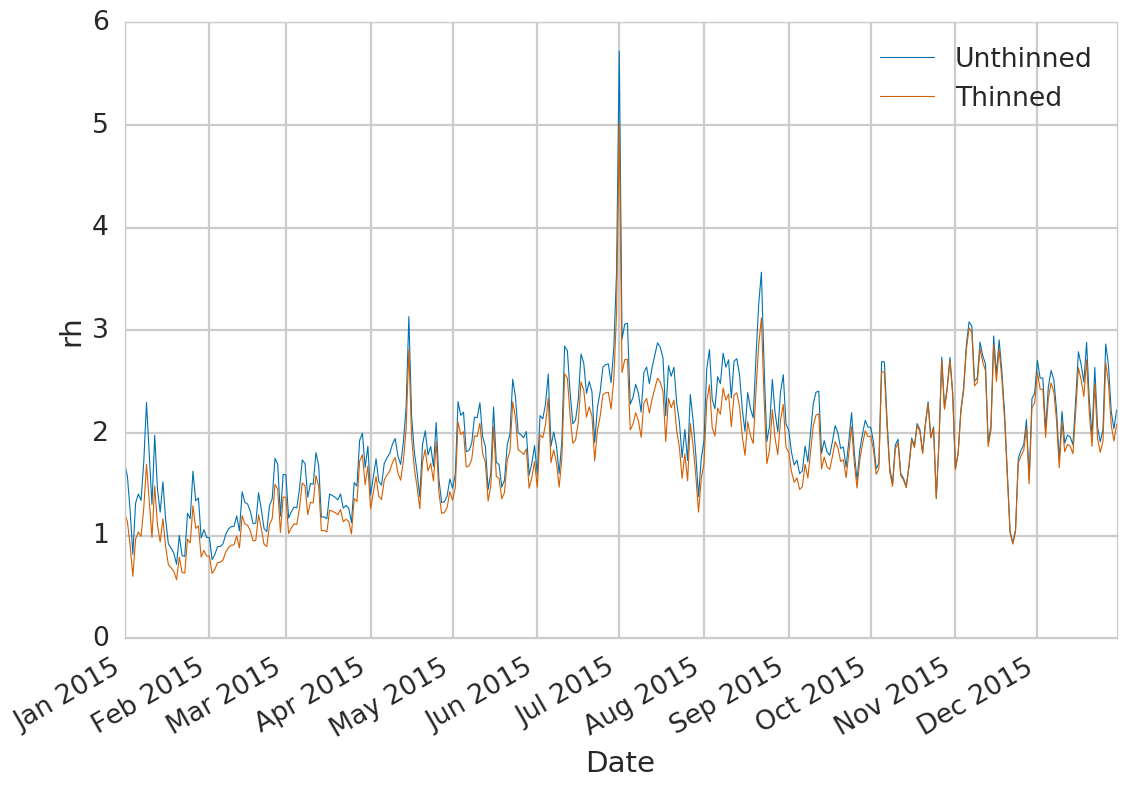 6
5
4
3
2
1
0
rh
Unthinned
Thinned
Jan 2015
Feb 2015
Mar 2015
Apr 2015
May 2015
Jun 2015
Jul 2015
Aug 2015
Sep 2015
Oct 2015
Nov 2015
Dec 2015
Date